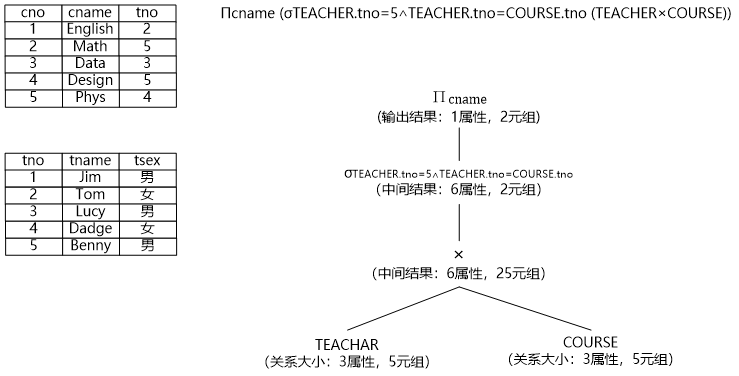 cno cname tno
1 English 2
2 Math 5
3 Data 3
4 Design 5
5 Phys 4
tno tname tsex
1 Jim 男
2 Tom 女
3 Lucy 男
4 Dadge 女
5 Benny 男
Πcname (σTEACHER.tno=5∧TEACHER.tno=COURSE.tno (TEACHER×COURSE))
∏cname
(输出结果：1属性，2元组)
σTEACHER.tno=5∧TEACHER.tno=COURSE.tno
(中间结果：6属性，2元组)
×
(中间结果：6属性，25元组)
TEACHAR
(关系大小：3属性，5元组)
COURSE
(关系大小：3属性，5元组)